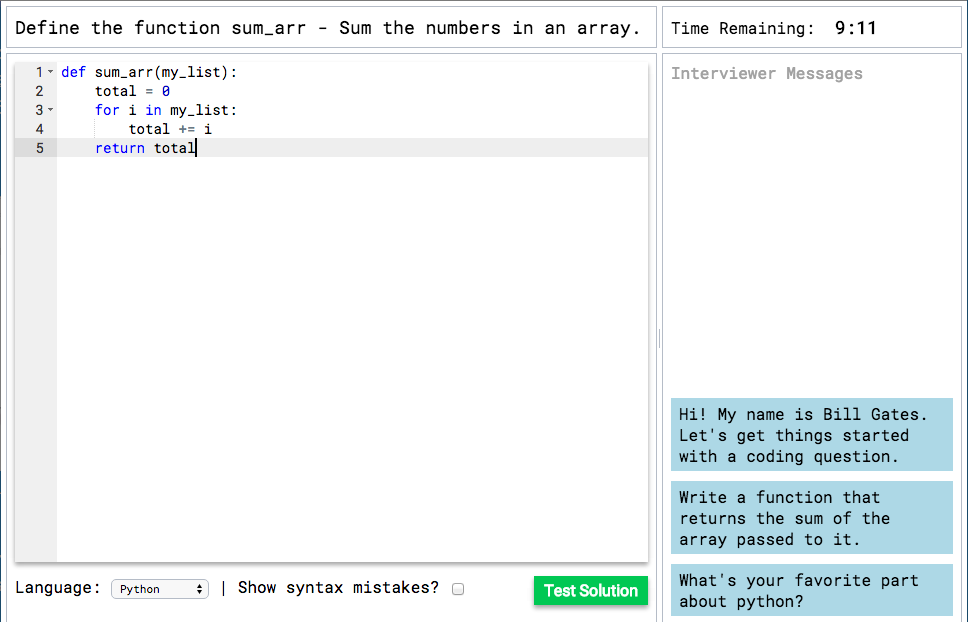 Define the function sum_arr - Sum the numbers in an array.
Time Remaining: 9:11
1 def sum_arr(my_list):
2     total = 0
3     for i in my_list:
4         total += i
5     return total
Language: Python | Show syntax mistakes?
Test Solution
Interviewer Messages
Hi! My name is Bill Gates.
Let's get things started
with a coding question.
Write a function that
returns the sum of the
array passed to it.
What's your favorite part
about python?